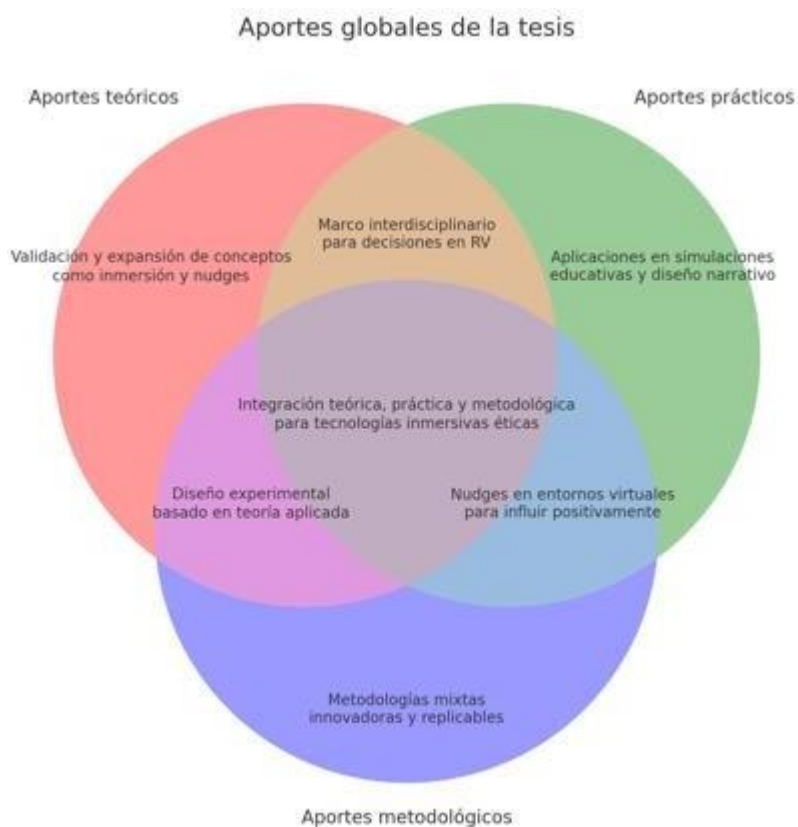 Aportes globales de la tesis
Aportes teóricos
Aportes prácticos
Marco interdisciplinario
para decisiones en RV
Validación y expansión de conceptos
como inmersión y nudges
Aplicaciones en simulaciones
educativas y diseño narrativo
Integración teórica, práctica y metodológica
para tecnologías inmersivas éticas
Diseño experimental
basado en teoría aplicada
Nudges en entornos virtuales
para influir positivamente
Metodologías mixtas
innovadoras y replicables
Aportes metodológicos